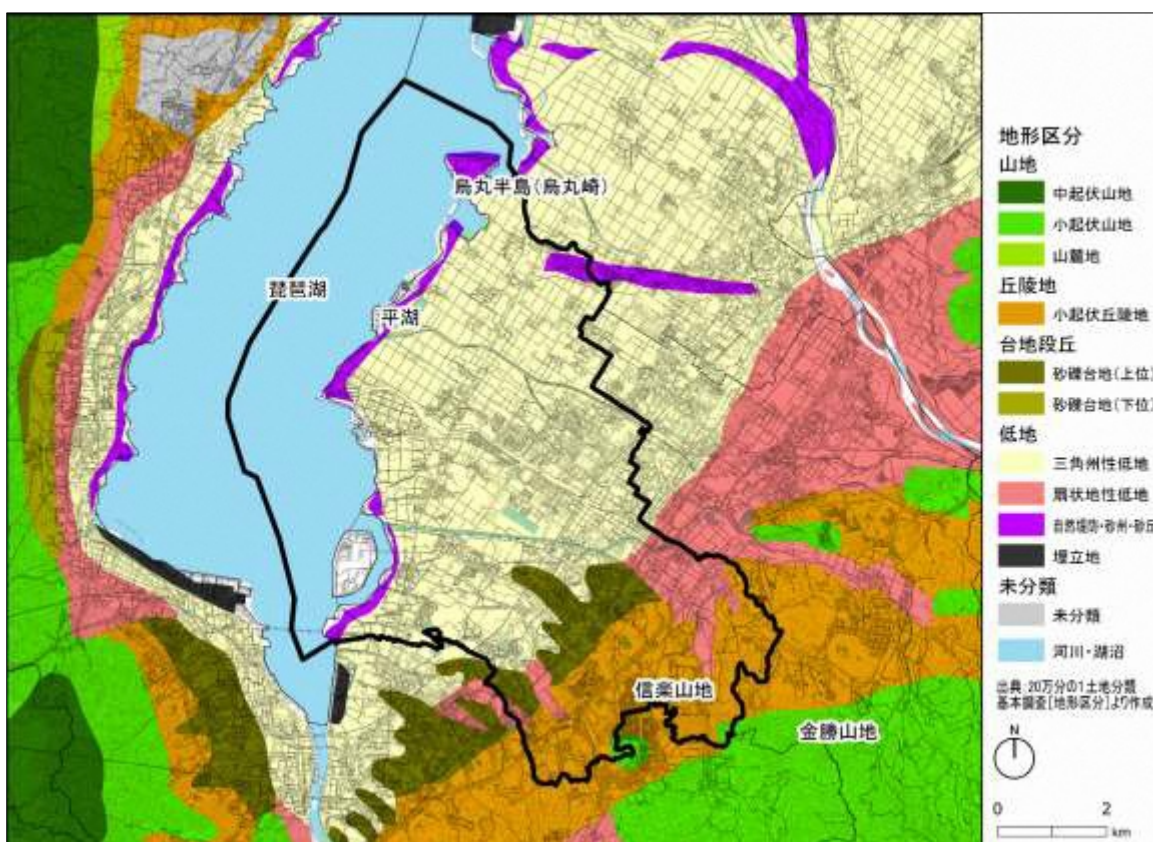 烏丸半島(烏丸崎)
琵琶湖
平湖
信楽山地
金勝山地
地形区分
山地
中起伏山地
小起伏山地
山麓地
丘陵地
小起伏丘陵地
台地段丘
砂礫台地(上位)
砂礫台地(下位)
低地
三角州性低地
扇状地性低地
自然堤防・砂州・砂丘
埋立地
未分類
未分類
河川・湖沼
出典:20万分の1土地分類
基本調査[地形区分]より作成
N
0 2
km